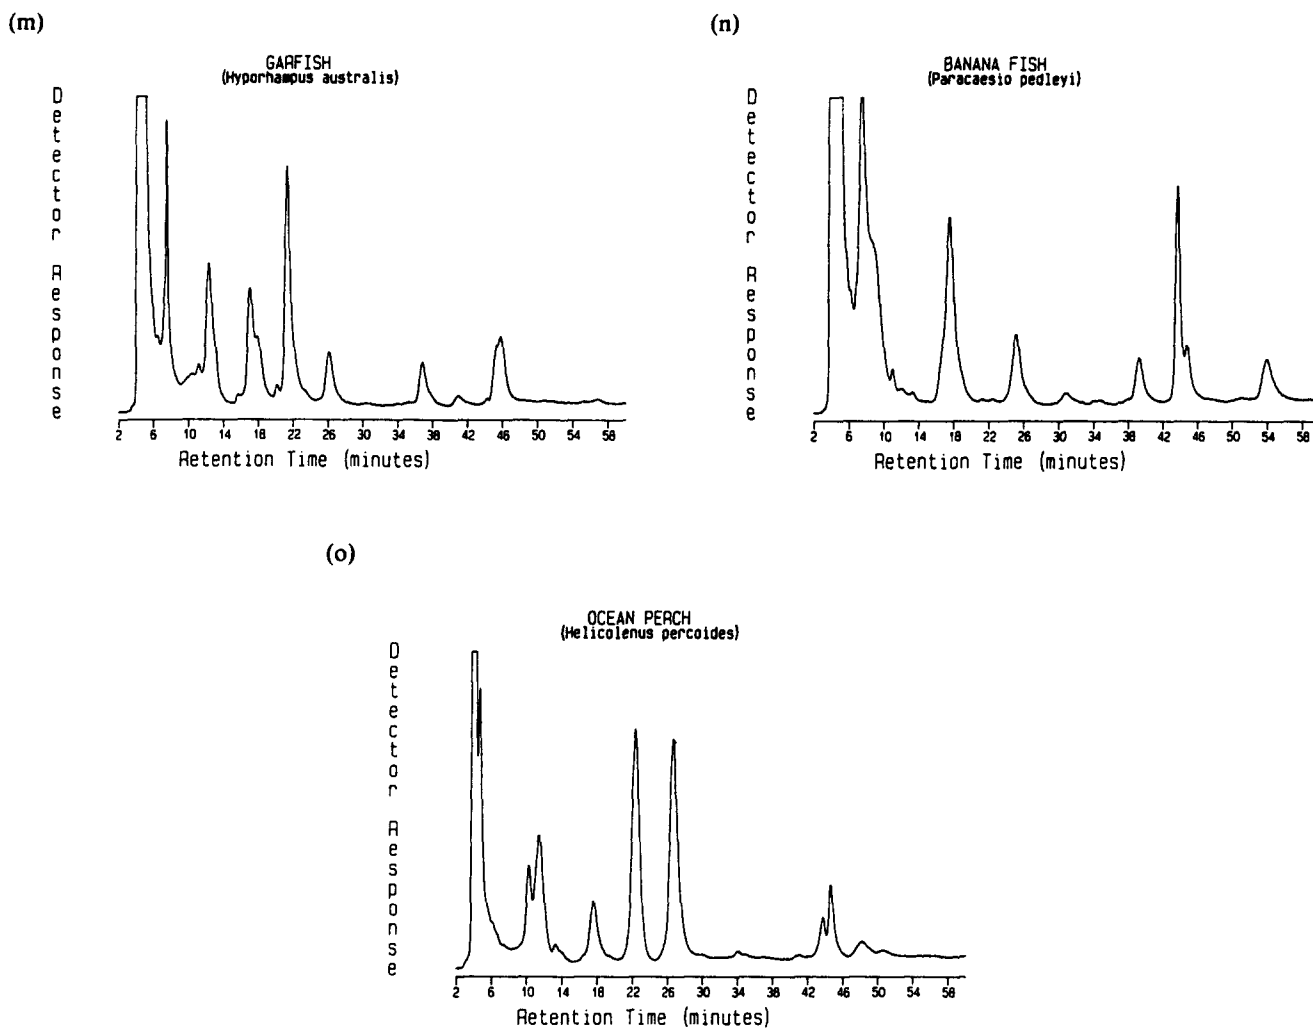 (m)
GARFISH
(Hyporhampus australis)
Detector Response
2 6 10 14 18 22 26 30 34 38 42 46 50 54 58
Retention Time (minutes)
(n)
BANANA FISH
(Paracaesio pedleyi)
Detector Response
2 6 10 14 18 22 26 30 34 38 42 46 50 54 58
Retention Time (minutes)
(o)
OCEAN PERCH
(Helicolenus percoides)
Detector Response
2 6 10 14 18 22 26 30 34 38 42 46 50 54 58
Retention Time (minutes)